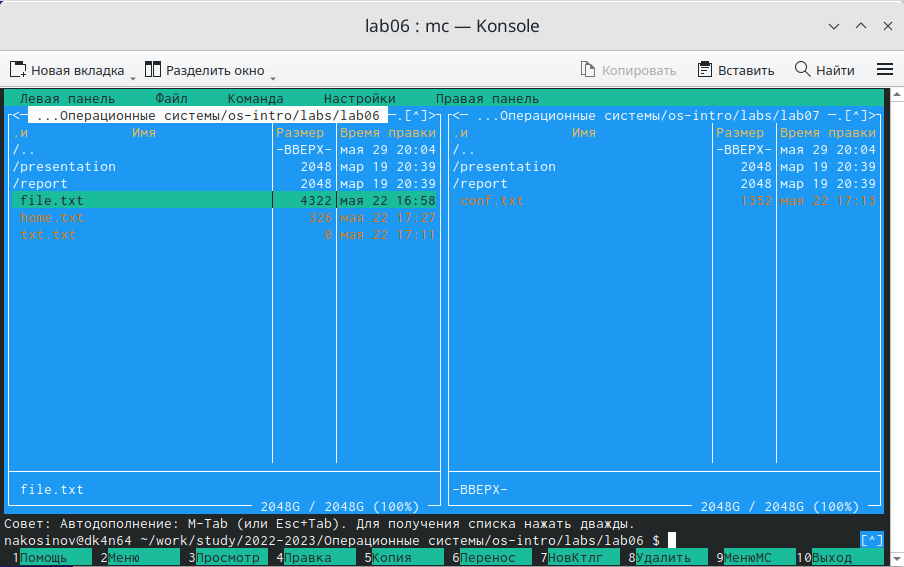 lab06 : mc — Konsole
Новая вкладка Разделить окно Копировать Вставить Найти
Левая панель Файл Команда Настройки Правая панель
<— ...Операционные системы/os-intro/labs/lab06 —.[^]> <— ...Операционные системы/os-intro/labs/lab07 —.[^]>
.и Имя Размер Время правки .и Имя Размер Время правки
/.. -ВВЕРХ- мая 29 20:04 /.. -ВВЕРХ- мая 29 20:04
/presentation 2048 мар 19 20:39 /presentation 2048 мар 19 20:39
/report 2048 мар 19 20:39 /report 2048 мар 19 20:39
file.txt 4322 мая 22 16:58 conf.txt 1352 мая 22 17:13
home.txt 326 мая 22 17:27
txt.txt 0 мая 22 17:11
file.txt -ВВЕРХ-
2048G / 2048G (100%) 2048G / 2048G (100%)
Совет: Автодополнение: M-Tab (или Esc+Tab). Для получения списка нажать дважды.
nakosinov@dk4n64 ~/work/study/2022-2023/Операционные системы/os-intro/labs/lab06 $ [^]
1Помощь 2Меню 3Просмотр 4Правка 5Копия 6Перенос 7НовКтлг 8Удалить 9МенюМС 10Выход